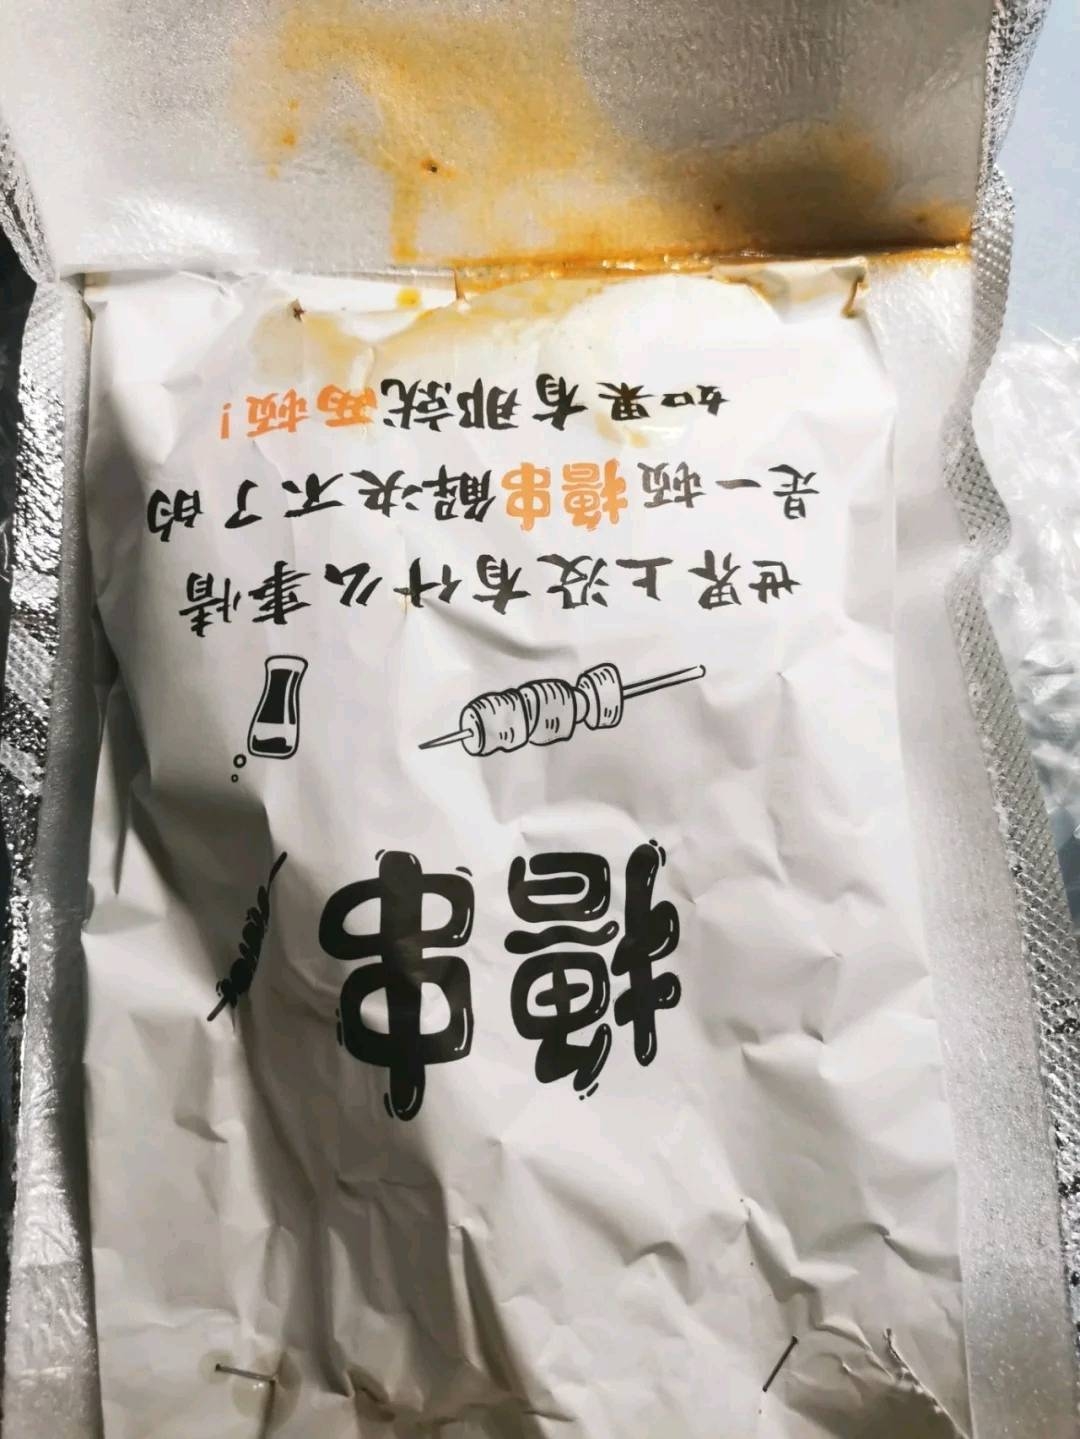 撸串
世界上没有什么事情
是一顿撸串解决不了的
如果有那就两顿！